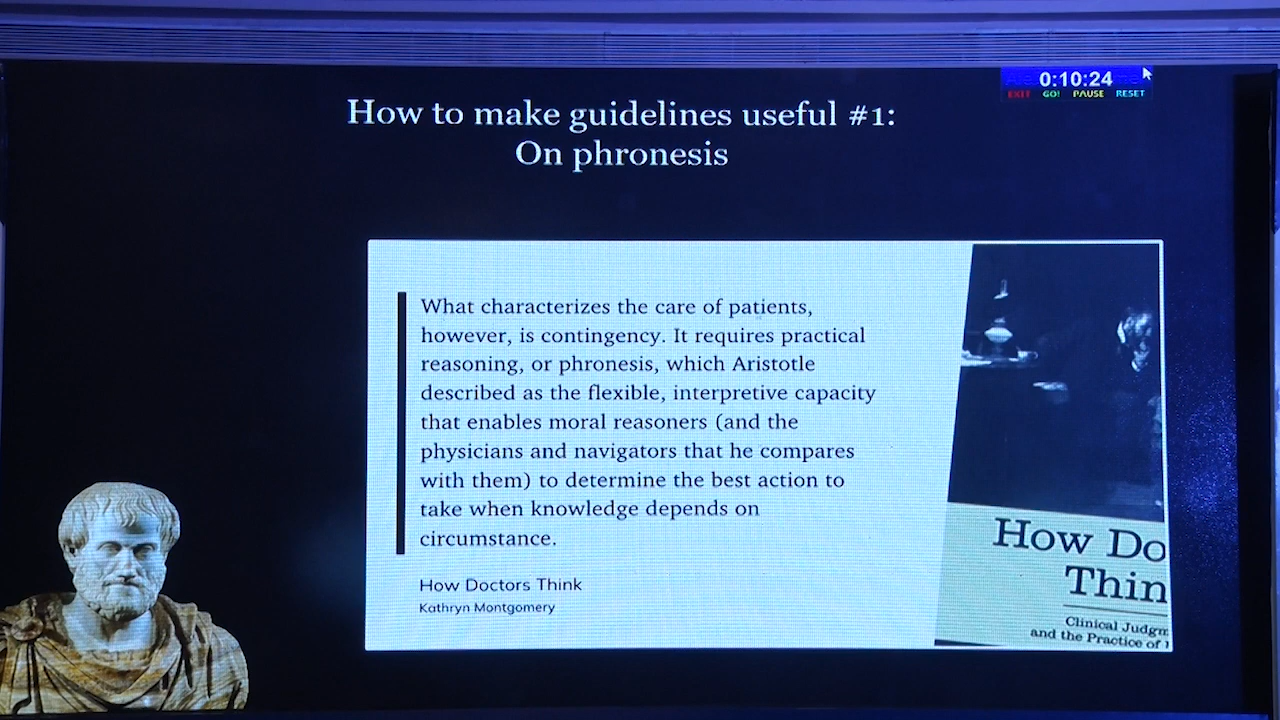 0:10:24
EXIT GO! PAUSE RESET
How to make guidelines useful #1:
On phronesis
What characterizes the care of patients,
however, is contingency. It requires practical
reasoning, or phronesis, which Aristotle
described as the flexible, interpretive capacity
that enables moral reasoners (and the
physicians and navigators that he compares
with them) to determine the best action to
take when knowledge depends on
circumstance.
How Doctors Think
Kathryn Montgomery
How Do
Thin
Clinical Judgm
and the Practice of